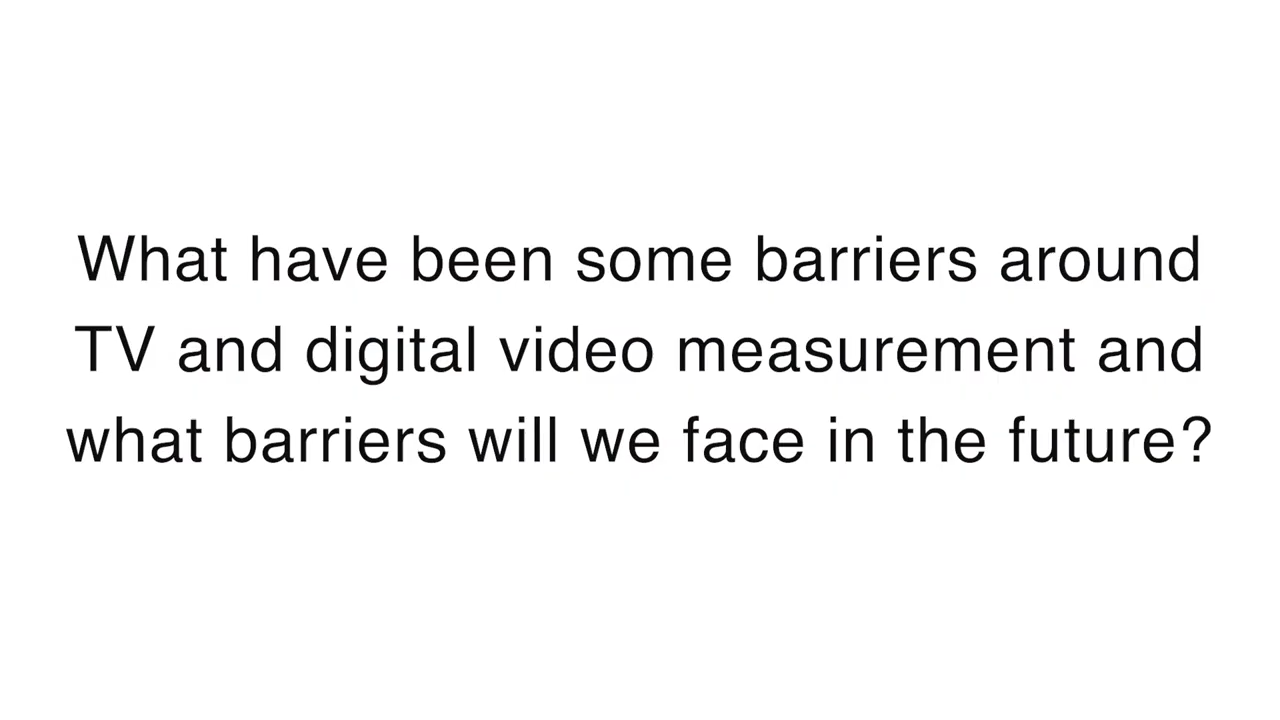 What have been some barriers around
TV and digital video measurement and
what barriers will we face in the future?